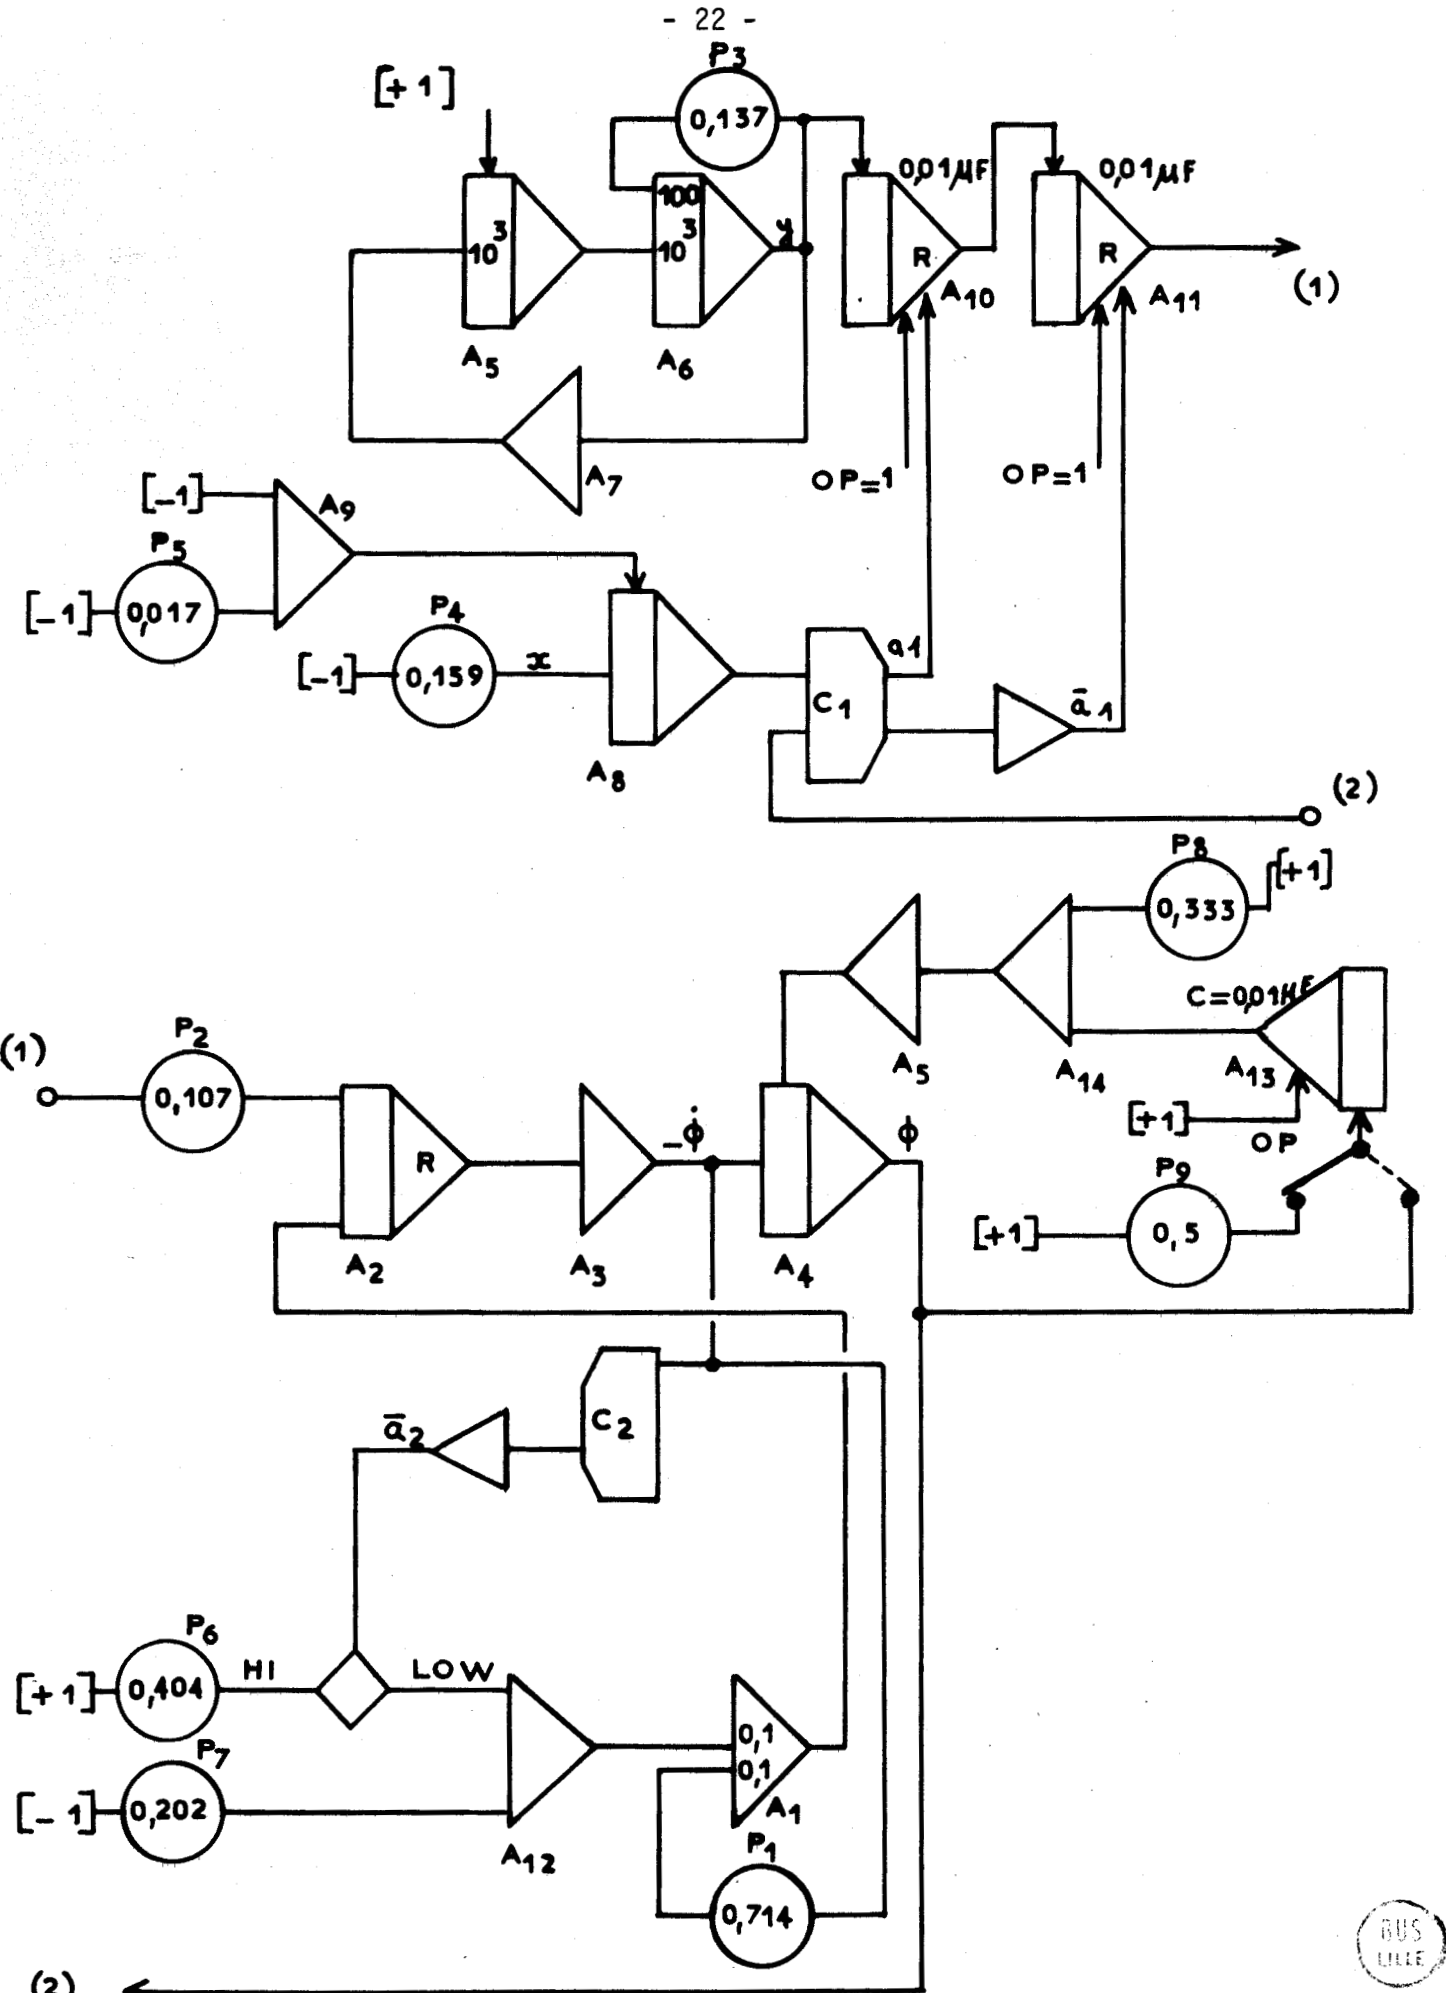 - 22 -
P3
[+1]
0,137
0,01µF
0,01µF
100
10³
10³
y
R
R
A5
A6
A10
A11
(1)
A7
OP=1
OP=1
[-1]
A9
P5
[-1]
0,017
P4
[-1]
0,159
x
a1
C1
ā1
A8
(2)
P8
[+1]
0,333
C=0,01µF
(1)
P2
0,107
A5
A14
A13
[+1]
OP
R
-ϕ̇
ϕ
P9
[+1]
0,5
A2
A3
A4
ā2
C2
P6
[+1]
0,404
HI
LOW
P7
[-1]
0,202
0,1
0,1
A1
A12
P1
0,714
BUS
LILLE
(2)